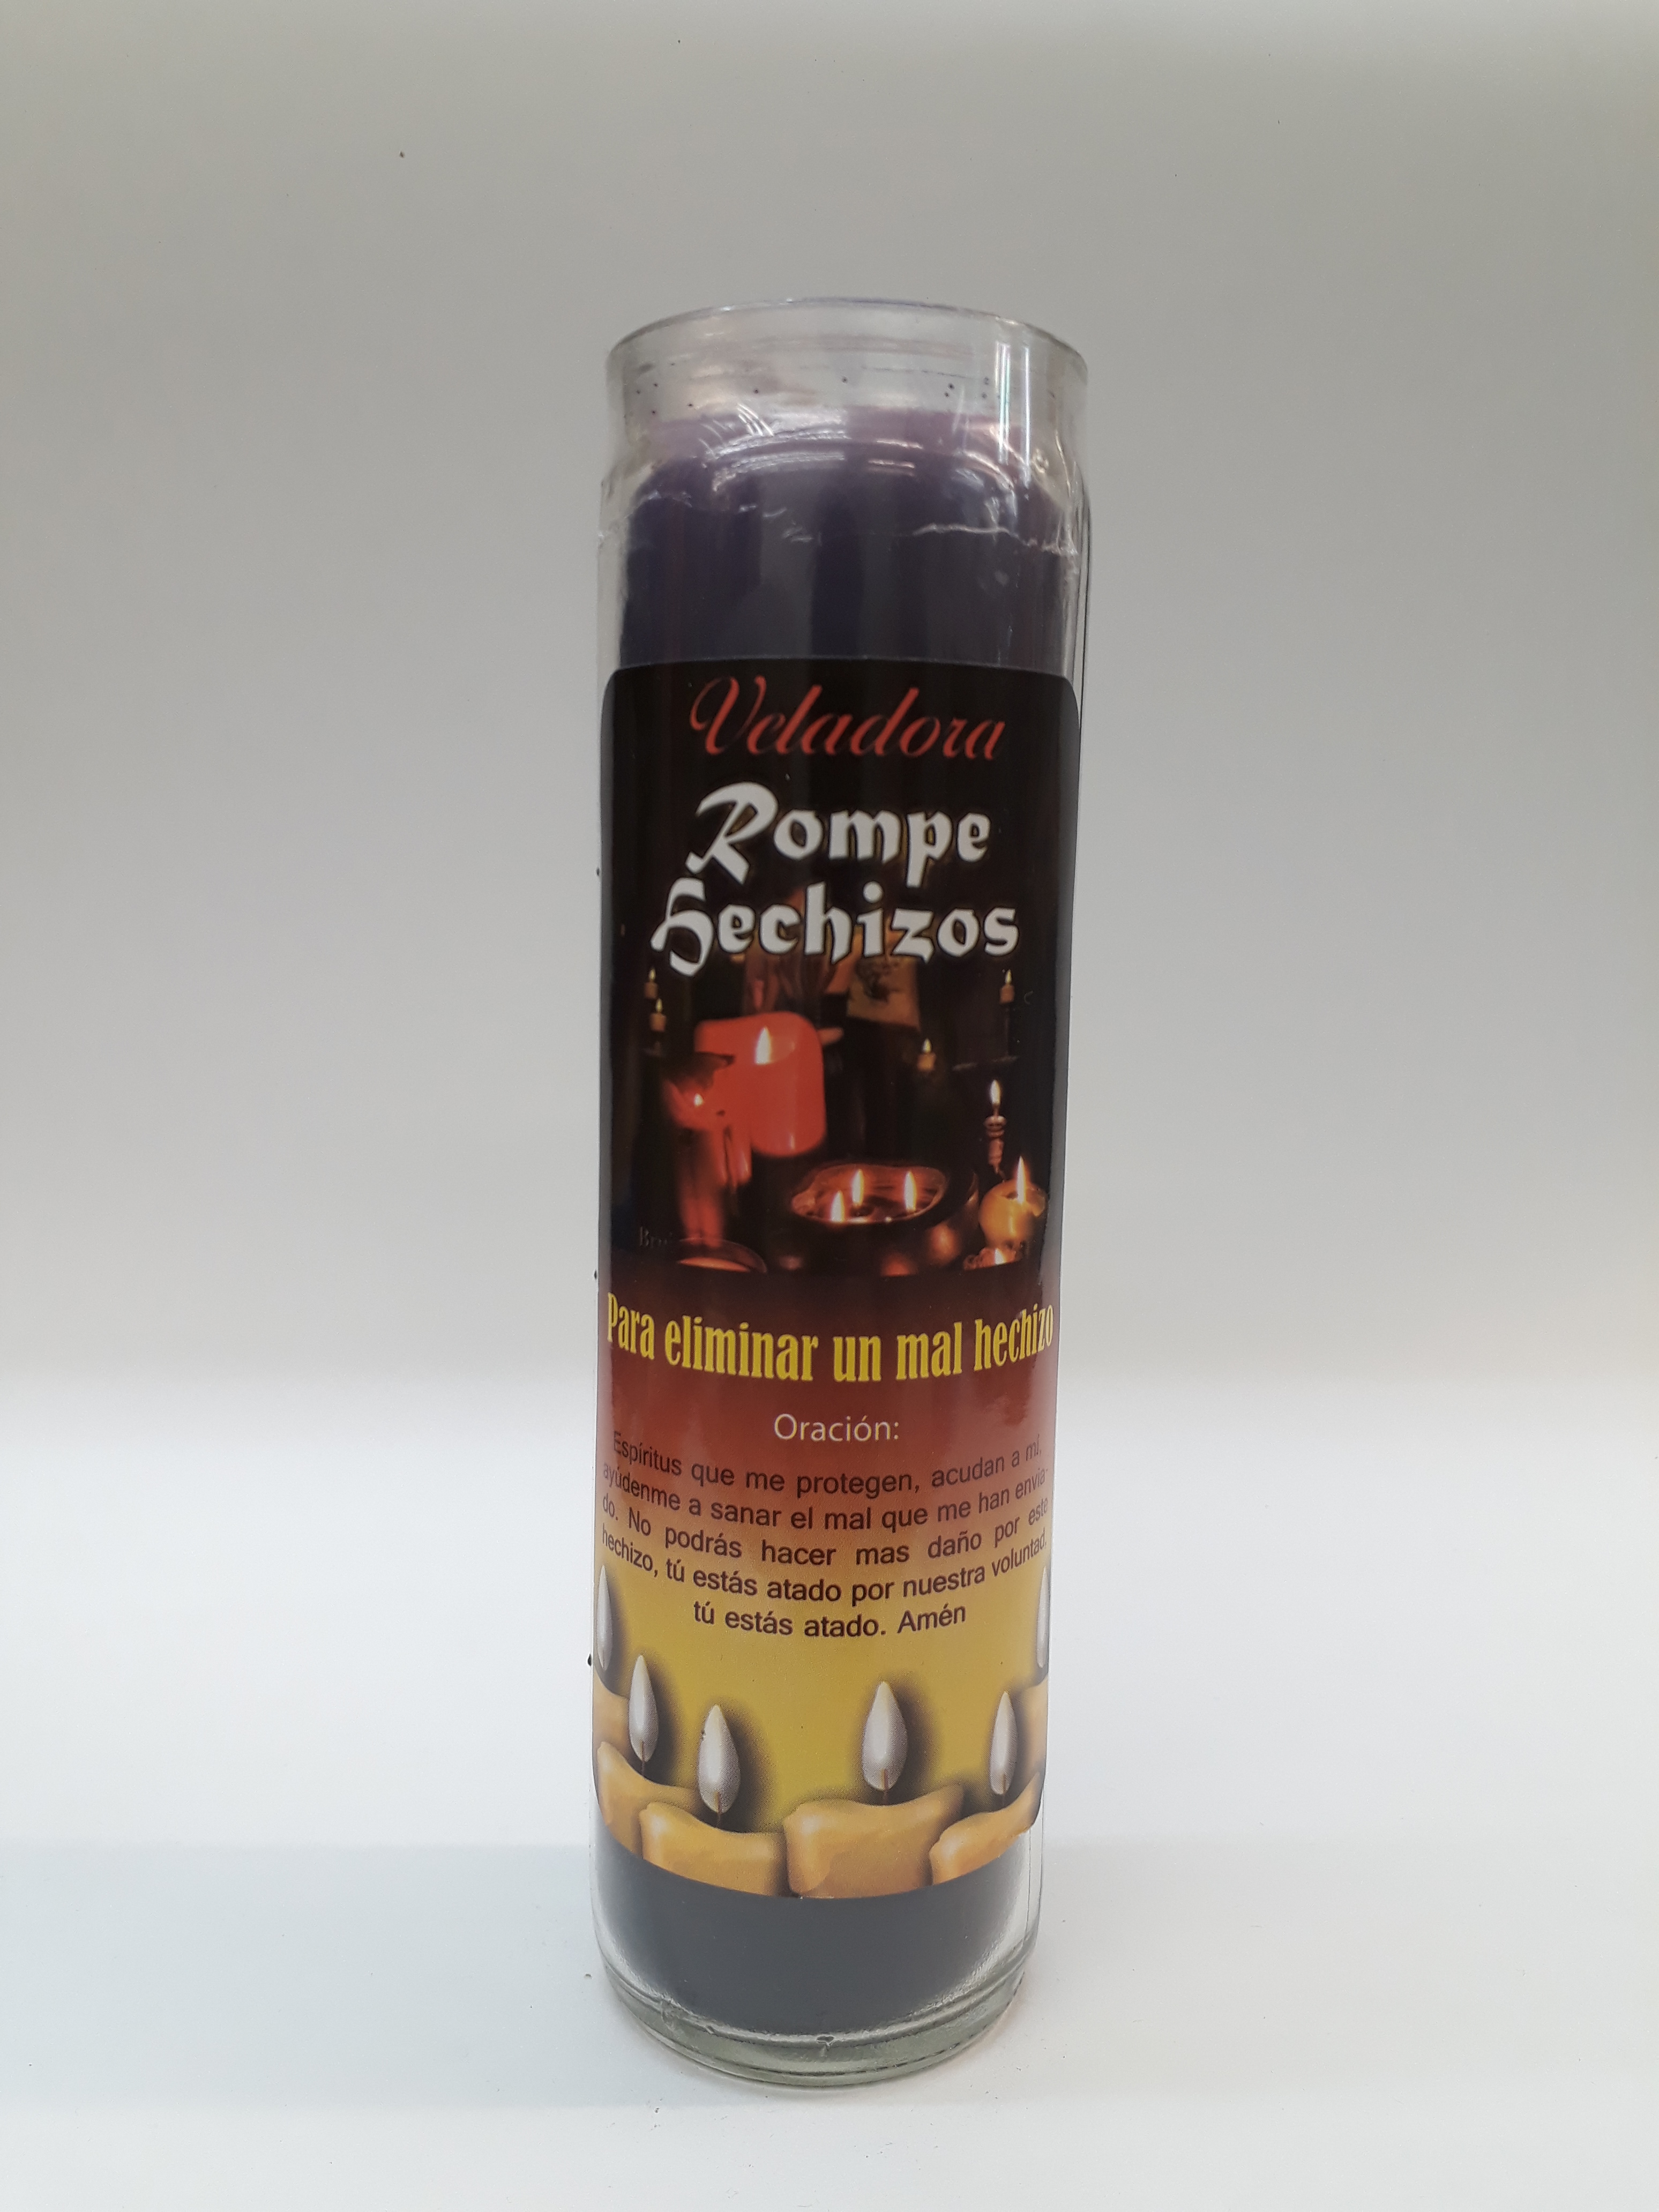 Veladora
Rompe
Hechizos
Para eliminar un mal hechizo
Oración:
Espíritus que me protegen, acudan a mí,
ayúdenme a sanar el mal que me han envia-
do. No podrás hacer mas daño por este
hechizo, tú estás atado por nuestra voluntad,
tú estás atado. Amén